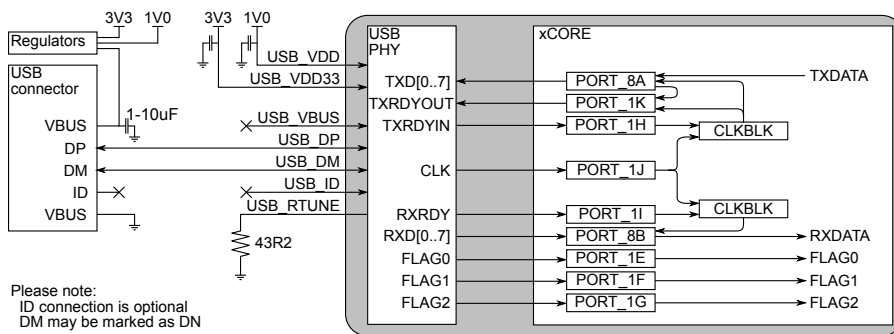 3V3 1V0
Regulators
USB
connector
1-10uF
VBUS
DP
DM
ID
VBUS
Please note:
ID connection is optional
DM may be marked as DN
3V3 1V0
USB_VDD
USB_VDD33
USB_VBUS
USB_DP
USB_DM
USB_ID
USB_RTUNE
43R2
USB
PHY
TXD[0..7]
TXRDYOUT
TXRDYIN
CLK
RXRDY
RXD[0..7]
FLAG0
FLAG1
FLAG2
xCORE
PORT_8A
PORT_1K
PORT_1H
PORT_1J
PORT_1I
PORT_8B
PORT_1E
PORT_1F
PORT_1G
CLKBLK
CLKBLK
TXDATA
RXDATA
FLAG0
FLAG1
FLAG2